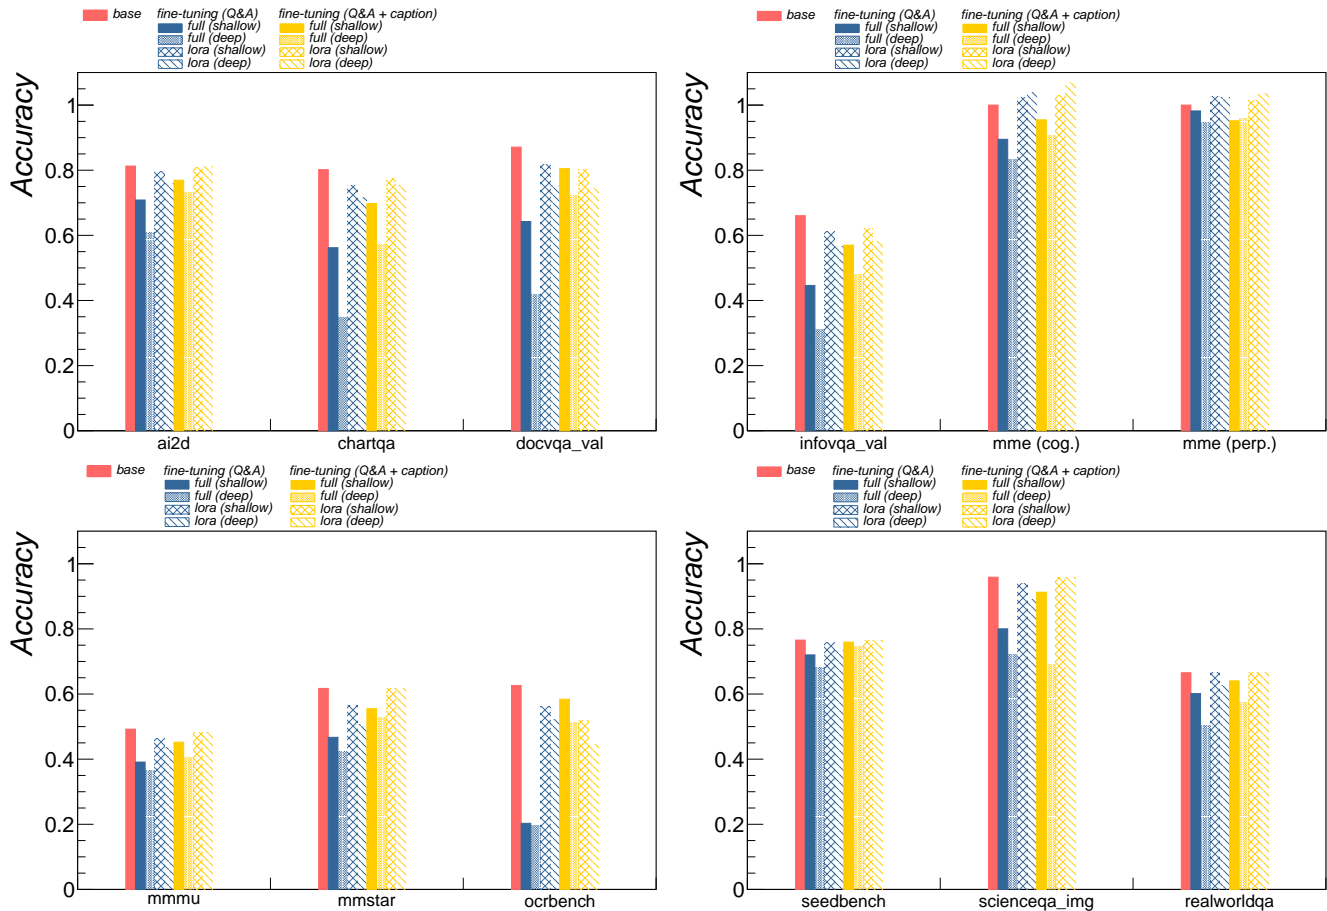 base fine-tuning (Q&A) fine-tuning (Q&A + caption)
full (shallow) full (shallow)
full (deep) full (deep)
lora (shallow) lora (shallow)
lora (deep) lora (deep)
Accuracy
1
0.8
0.6
0.4
0.2
0
ai2d chartqa docvqa_val
base fine-tuning (Q&A) fine-tuning (Q&A + caption)
full (shallow) full (shallow)
full (deep) full (deep)
lora (shallow) lora (shallow)
lora (deep) lora (deep)
Accuracy
1
0.8
0.6
0.4
0.2
0
infovqa_val mme (cog.) mme (perp.)
base fine-tuning (Q&A) fine-tuning (Q&A + caption)
full (shallow) full (shallow)
full (deep) full (deep)
lora (shallow) lora (shallow)
lora (deep) lora (deep)
Accuracy
1
0.8
0.6
0.4
0.2
0
mmmu mmstar ocrbench
base fine-tuning (Q&A) fine-tuning (Q&A + caption)
full (shallow) full (shallow)
full (deep) full (deep)
lora (shallow) lora (shallow)
lora (deep) lora (deep)
Accuracy
1
0.8
0.6
0.4
0.2
0
seedbench scienceqa_img realworldqa